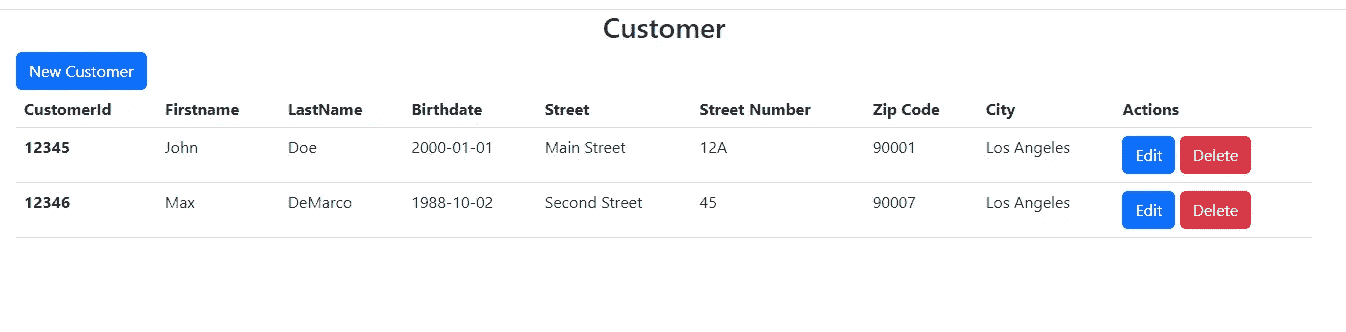 Customer
New Customer
CustomerId Firstname LastName Birthdate Street Street Number Zip Code City Actions
12345 John Doe 2000-01-01 Main Street 12A 90001 Los Angeles Edit Delete
12346 Max DeMarco 1988-10-02 Second Street 45 90007 Los Angeles Edit Delete